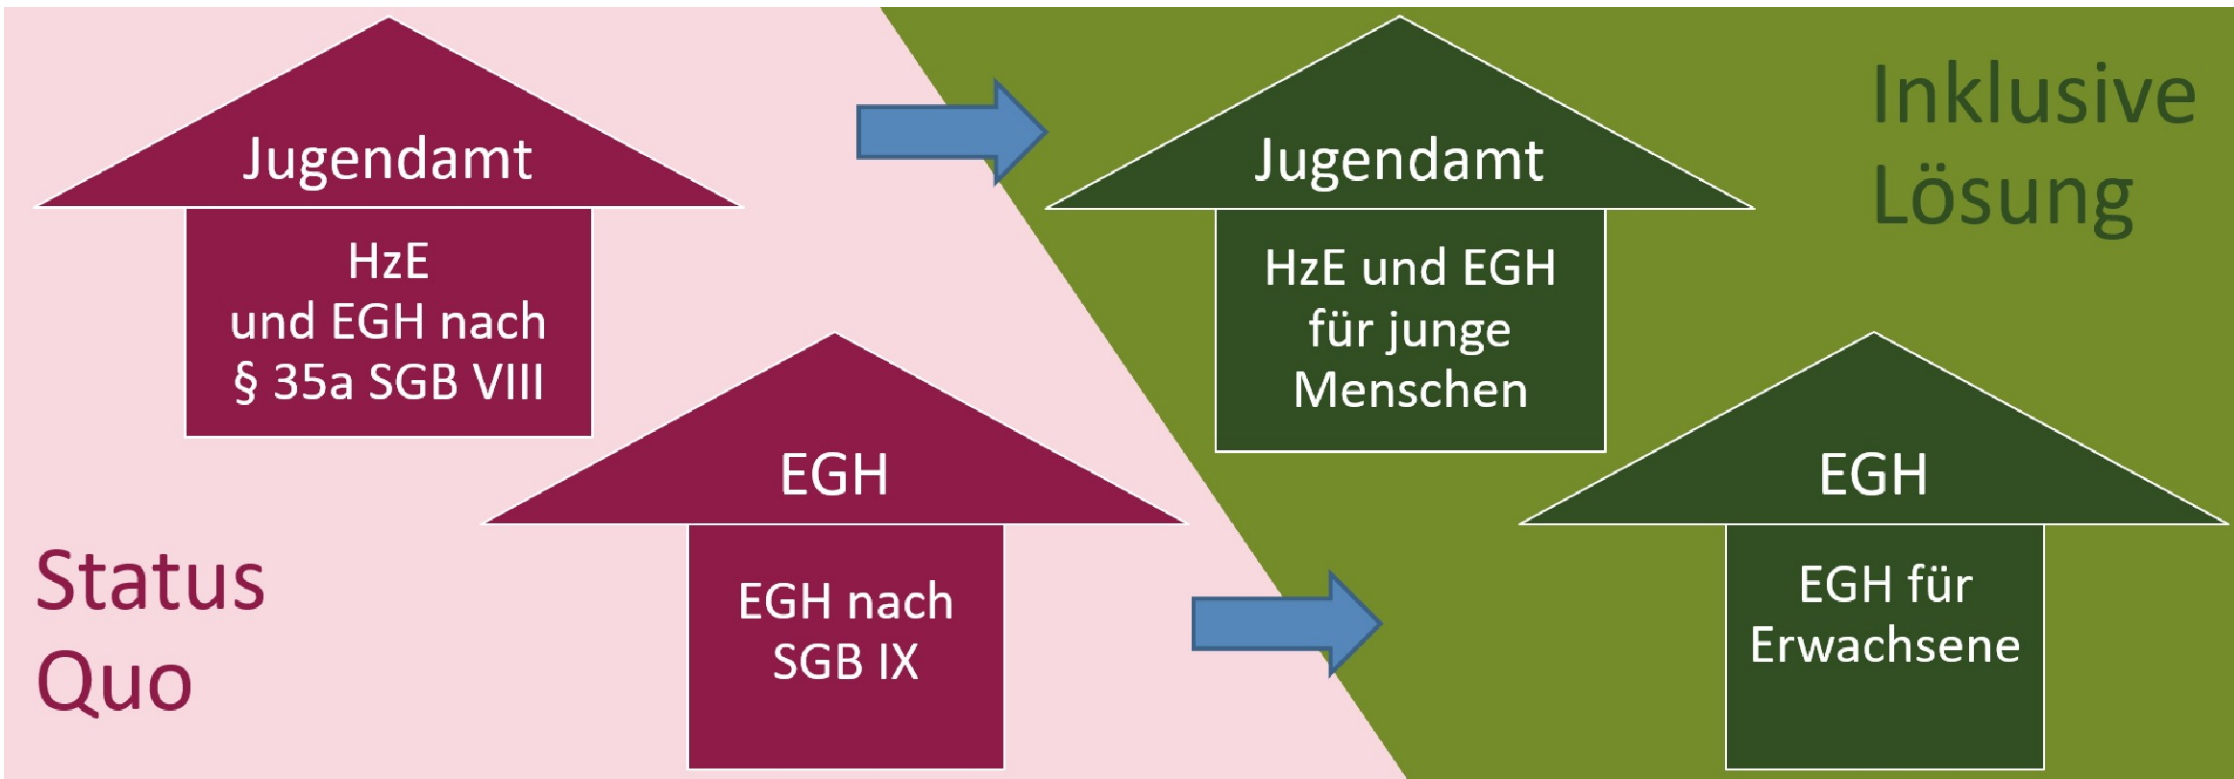 Status
Quo
Jugendamt
HzE
und EGH nach
§ 35a SGB VIII
EGH
EGH nach
SGB IX
Inklusive
Lösung
Jugendamt
HzE und EGH
für junge
Menschen
EGH
EGH für
Erwachsene